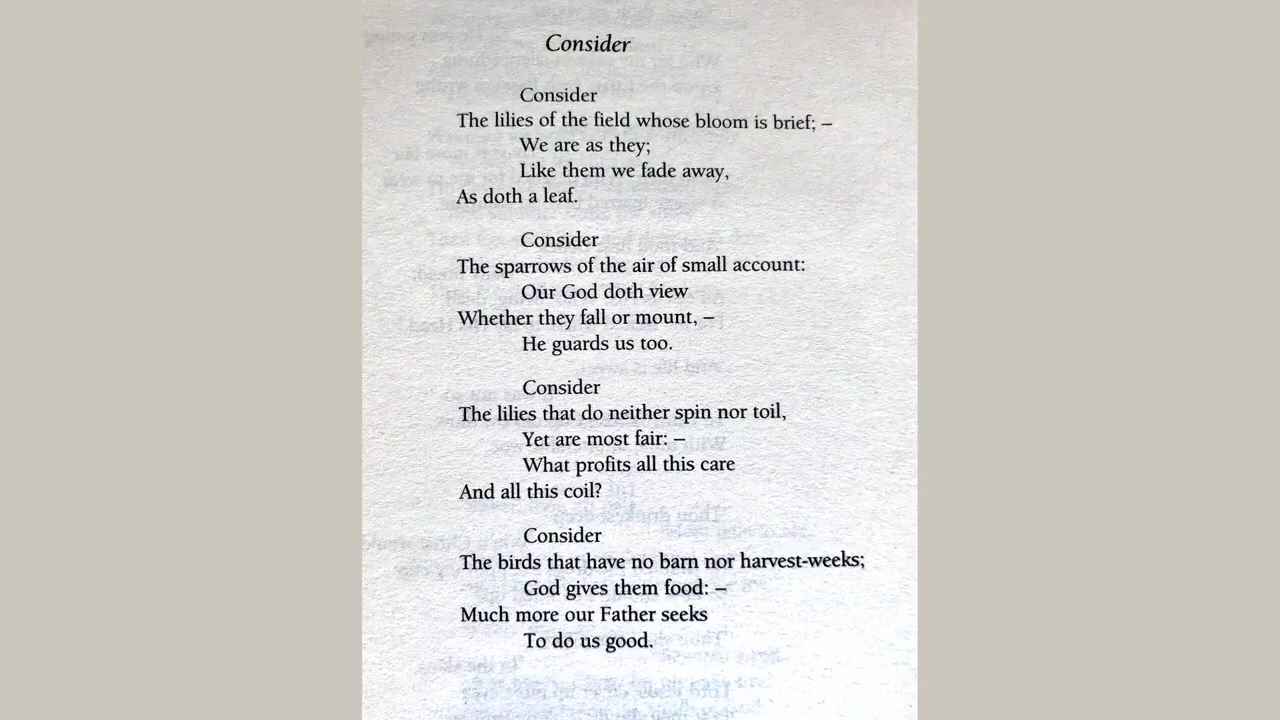 Consider
Consider
The lilies of the field whose bloom is brief; –
We are as they;
Like them we fade away,
As doth a leaf.
Consider
The sparrows of the air of small account:
Our God doth view
Whether they fall or mount, –
He guards us too.
Consider
The lilies that do neither spin nor toil,
Yet are most fair: –
What profits all this care
And all this coil?
Consider
The birds that have no barn nor harvest-weeks;
God gives them food: –
Much more our Father seeks
To do us good.